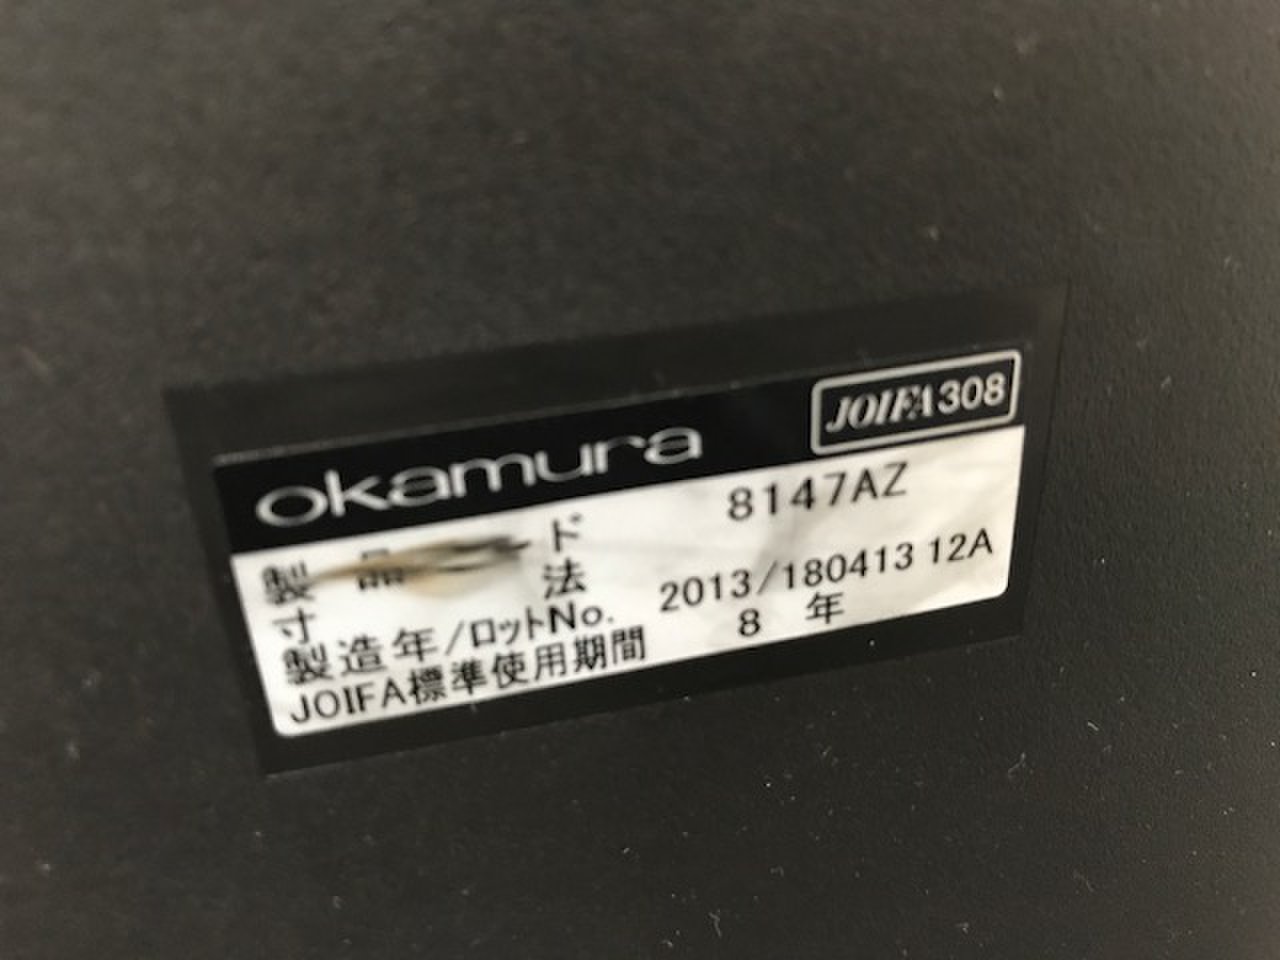 okamura JOIFA308
製品 ド 8147AZ
寸 法
製造年/ロットNo. 2013/180413 12A
JOIFA標準使用期間 8 年